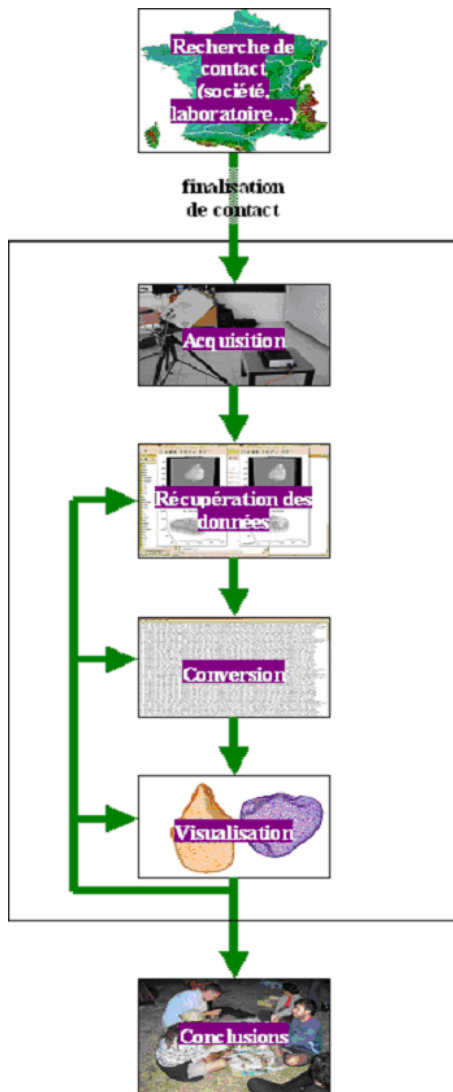 Recherche de
contact
(société,
laboratoire...)
finalisation
de contact
Acquisition
Récupération des
données
Conversion
Visualisation
Conclusions